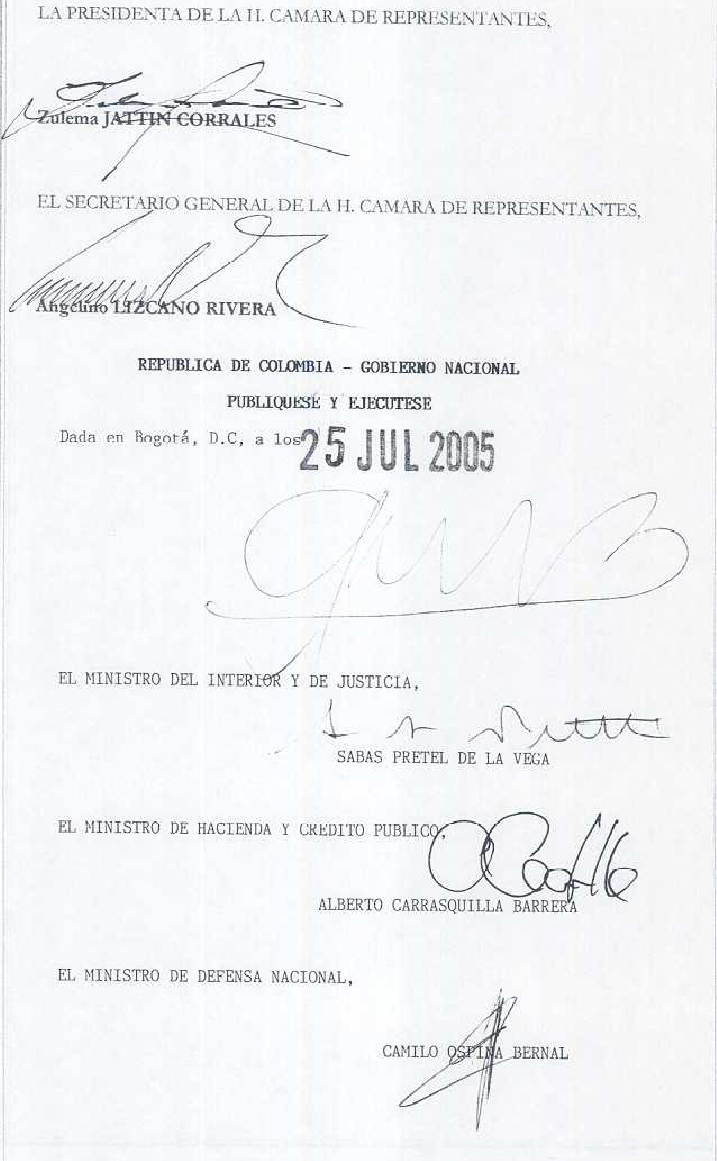 LA PRESIDENTA DE LA H. CAMARA DE REPRESENTANTES,
Zulema JATTIN CORRALES
EL SECRETARIO GENERAL DE LA H. CAMARA DE REPRESENTANTES,
Angelino LIZCANO RIVERA
REPUBLICA DE COLOMBIA - GOBIERNO NACIONAL
PUBLIQUESE Y EJECUTESE
Dada en Bogotá, D.C, a los 25 JUL 2005
EL MINISTRO DEL INTERIOR Y DE JUSTICIA,
SABAS PRETEL DE LA VEGA
EL MINISTRO DE HACIENDA Y CREDITO PUBLICO,
ALBERTO CARRASQUILLA BARRERA
EL MINISTRO DE DEFENSA NACIONAL,
CAMILO OSPINA BERNAL